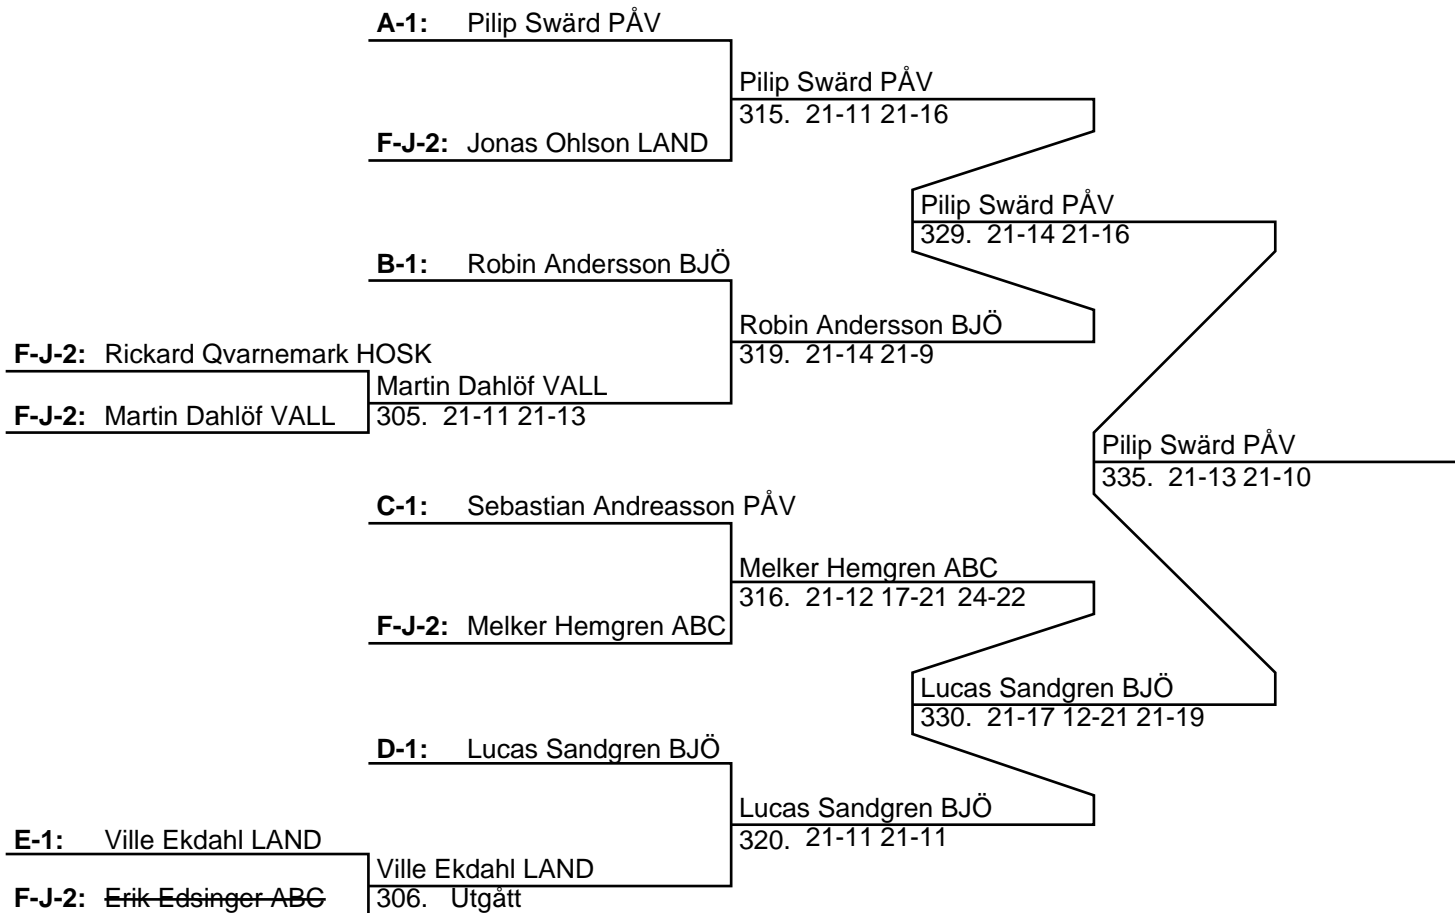 A-1: Pilip Swärd PÅV
Pilip Swärd PÅV
315. 21-11 21-16
F-J-2: Jonas Ohlson LAND
Pilip Swärd PÅV
329. 21-14 21-16
B-1: Robin Andersson BJÖ
Robin Andersson BJÖ
319. 21-14 21-9
F-J-2: Rickard Qvarnemark HOSK
Martin Dahlöf VALL
305. 21-11 21-13
F-J-2: Martin Dahlöf VALL
Pilip Swärd PÅV
335. 21-13 21-10
C-1: Sebastian Andreasson PÅV
Melker Hemgren ABC
316. 21-12 17-21 24-22
F-J-2: Melker Hemgren ABC
Lucas Sandgren BJÖ
330. 21-17 12-21 21-19
D-1: Lucas Sandgren BJÖ
Lucas Sandgren BJÖ
320. 21-11 21-11
E-1: Ville Ekdahl LAND
Ville Ekdahl LAND
306. Utgått
F-J-2: Erik Edsinger ABC